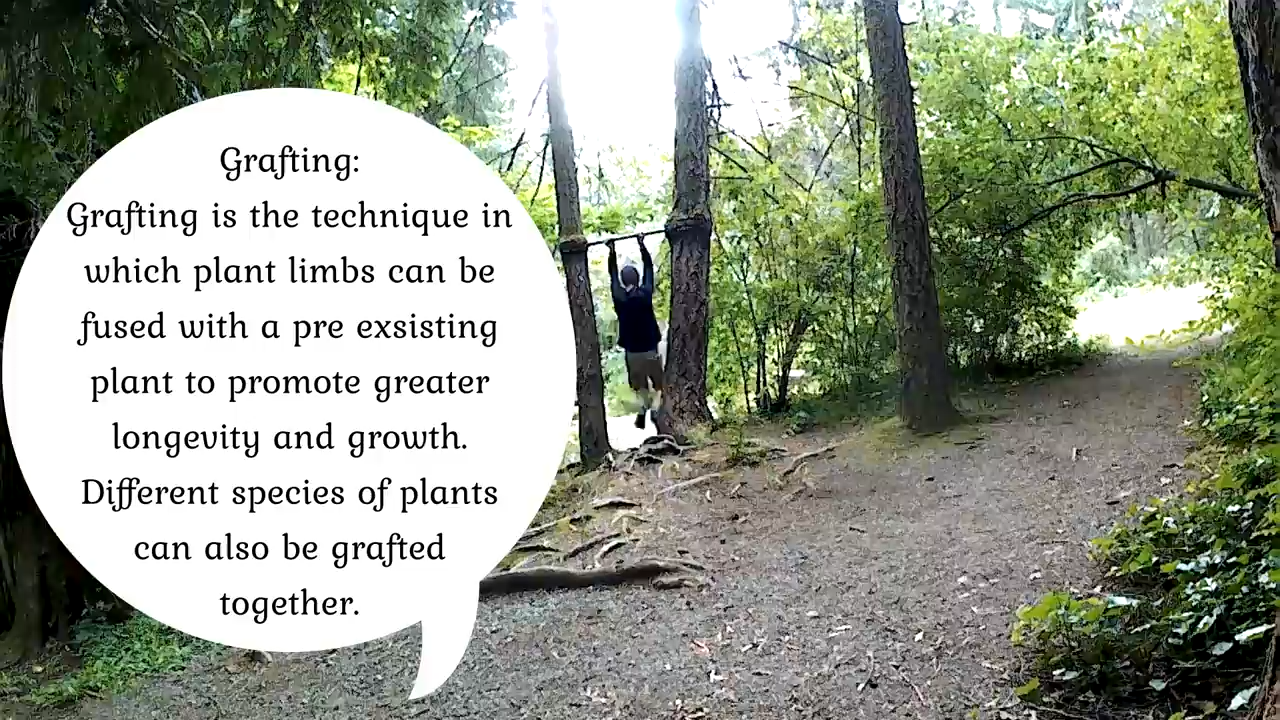 Grafting:
Grafting is the technique in
which plant limbs can be
fused with a pre exsisting
plant to promote greater
longevity and growth.
Different species of plants
can also be grafted
together.